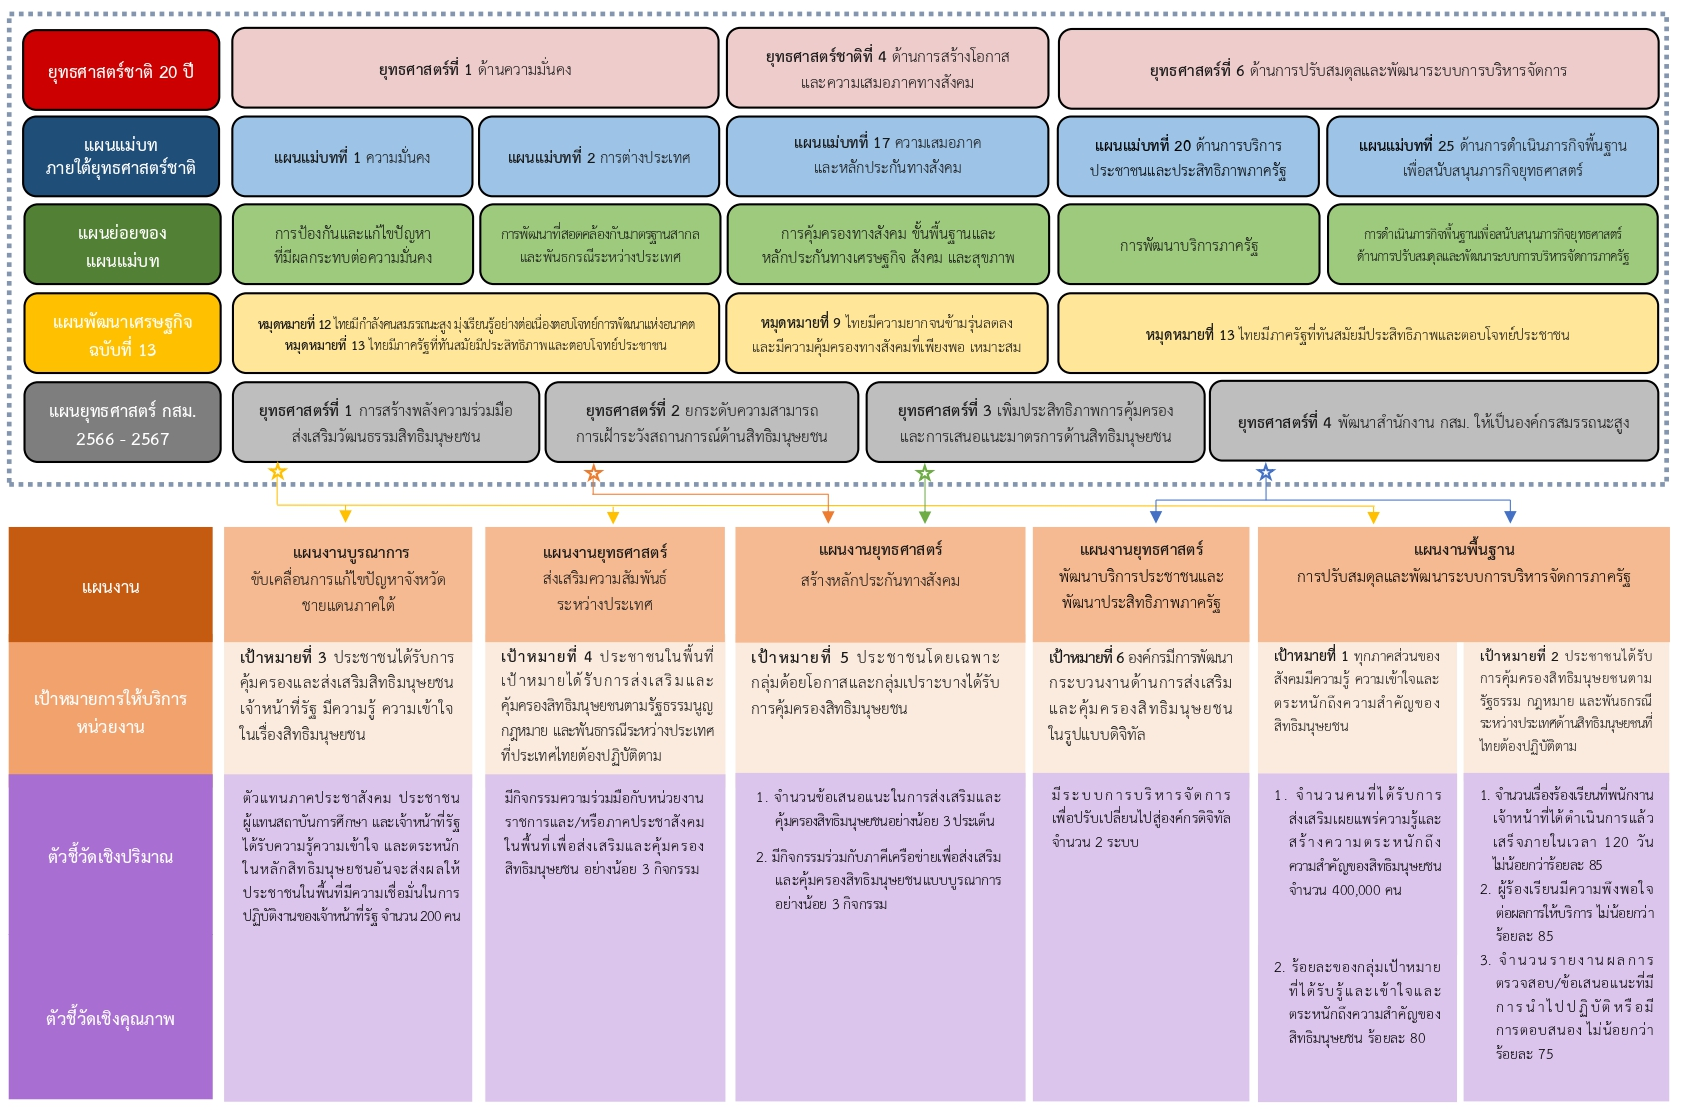 ยุทธศาสตร์ชาติ 20 ปี
ยุทธศาสตร์ที่ 1 ด้านความมั่นคง
ยุทธศาสตร์ชาติที่ 4 ด้านการสร้างโอกาส
และความเสมอภาคทางสังคม
ยุทธศาสตร์ที่ 6 ด้านการปรับสมดุลและพัฒนาระบบการบริหารจัดการ
แผนแม่บท
ภายใต้ยุทธศาสตร์ชาติ
แผนแม่บทที่ 1 ความมั่นคง
แผนแม่บทที่ 2 การต่างประเทศ
แผนแม่บทที่ 17 ความเสมอภาค
และหลักประกันทางสังคม
แผนแม่บทที่ 20 ด้านการบริการ
ประชาชนและประสิทธิภาพภาครัฐ
แผนแม่บทที่ 25 ด้านการดำเนินภารกิจพื้นฐาน
เพื่อสนับสนุนภารกิจยุทธศาสตร์
แผนย่อยของ
แผนแม่บท
การป้องกันและแก้ไขปัญหา
ที่มีผลกระทบต่อความมั่นคง
การพัฒนาที่สอดคล้องกับมาตรฐานสากล
และพันธกรณีระหว่างประเทศ
การคุ้มครองทางสังคม ขั้นพื้นฐานและ
หลักประกันทางเศรษฐกิจ สังคม และสุขภาพ
การพัฒนาบริการภาครัฐ
การดำเนินภารกิจพื้นฐานเพื่อสนับสนุนภารกิจยุทธศาสตร์
ด้านการปรับสมดุลและพัฒนาระบบการบริหารจัดการภาครัฐ
แผนพัฒนาเศรษฐกิจ
ฉบับที่ 13
หมุดหมายที่ 12 ไทยมีกำลังคนสมรรถนะสูง มุ่งเรียนรู้อย่างต่อเนื่องตอบโจทย์การพัฒนาแห่งอนาคต
หมุดหมายที่ 13 ไทยมีภาครัฐที่ทันสมัยมีประสิทธิภาพและตอบโจทย์ประชาชน
หมุดหมายที่ 9 ไทยมีความยากจนข้ามรุ่นลดลง
และมีความคุ้มครองทางสังคมที่เพียงพอ เหมาะสม
หมุดหมายที่ 13 ไทยมีภาครัฐที่ทันสมัยมีประสิทธิภาพและตอบโจทย์ประชาชน
แผนยุทธศาสตร์ กสม.
2566 - 2567
ยุทธศาสตร์ที่ 1 การสร้างพลังความร่วมมือ
ส่งเสริมวัฒนธรรมสิทธิมนุษยชน
ยุทธศาสตร์ที่ 2 ยกระดับความสามารถ
การเฝ้าระวังสถานการณ์ด้านสิทธิมนุษยชน
ยุทธศาสตร์ที่ 3 เพิ่มประสิทธิภาพการคุ้มครอง
และการเสนอแนะมาตรการด้านสิทธิมนุษยชน
ยุทธศาสตร์ที่ 4 พัฒนาสำนักงาน กสม. ให้เป็นองค์กรสมรรถนะสูง
แผนงาน
แผนงานบูรณาการ
ขับเคลื่อนการแก้ไขปัญหาจังหวัด
ชายแดนภาคใต้
แผนงานยุทธศาสตร์
ส่งเสริมความสัมพันธ์
ระหว่างประเทศ
แผนงานยุทธศาสตร์
สร้างหลักประกันทางสังคม
แผนงานยุทธศาสตร์
พัฒนาบริการประชาชนและ
พัฒนาประสิทธิภาพภาครัฐ
แผนงานพื้นฐาน
การปรับสมดุลและพัฒนาระบบการบริหารจัดการภาครัฐ
เป้าหมายการให้บริการ
หน่วยงาน
เป้าหมายที่ 3 ประชาชนได้รับการ
คุ้มครองและส่งเสริมสิทธิมนุษยชน
เจ้าหน้าที่รัฐ มีความรู้ ความเข้าใจ
ในเรื่องสิทธิมนุษยชน
เป้าหมายที่ 4 ประชาชนในพื้นที่
เป้าหมายได้รับการส่งเสริมและ
คุ้มครองสิทธิมนุษยชนตามรัฐธรรมนูญ
กฎหมาย และพันธกรณีระหว่างประเทศ
ที่ประเทศไทยต้องปฏิบัติตาม
เป้าหมายที่ 5 ประชาชนโดยเฉพาะ
กลุ่มด้อยโอกาสและกลุ่มเปราะบางได้รับ
การคุ้มครองสิทธิมนุษยชน
เป้าหมายที่ 6 องค์กรมีการพัฒนา
กระบวนงานด้านการส่งเสริม
และคุ้มครองสิทธิมนุษยชน
ในรูปแบบดิจิทัล
เป้าหมายที่ 1 ทุกภาคส่วนของ
สังคมมีความรู้ ความเข้าใจและ
ตระหนักถึงความสำคัญของ
สิทธิมนุษยชน
เป้าหมายที่ 2 ประชาชนได้รับ
การคุ้มครองสิทธิมนุษยชนตาม
รัฐธรรม กฎหมาย และพันธกรณี
ระหว่างประเทศด้านสิทธิมนุษยชนที่
ไทยต้องปฏิบัติตาม
ตัวชี้วัดเชิงปริมาณ
ตัวแทนภาคประชาสังคม ประชาชน
ผู้แทนสถาบันการศึกษา และเจ้าหน้าที่รัฐ
ได้รับความรู้ความเข้าใจ และตระหนัก
ในหลักสิทธิมนุษยชนอันจะส่งผลให้
ประชาชนในพื้นที่มีความเชื่อมั่นในการ
ปฏิบัติงานของเจ้าหน้าที่รัฐ จำนวน 200 คน
มีกิจกรรมความร่วมมือกับหน่วยงาน
ราชการและ/หรือภาคประชาสังคม
ในพื้นที่เพื่อส่งเสริมและคุ้มครอง
สิทธิมนุษยชน อย่างน้อย 3 กิจกรรม
1. จำนวนข้อเสนอแนะในการส่งเสริมและ
คุ้มครองสิทธิมนุษยชนอย่างน้อย 3 ประเด็น
2. มีกิจกรรมร่วมกับภาคีเครือข่ายเพื่อส่งเสริม
และคุ้มครองสิทธิมนุษยชนแบบบูรณาการ
อย่างน้อย 3 กิจกรรม
มีระบบการบริหารจัดการ
เพื่อปรับเปลี่ยนไปสู่องค์กรดิจิทัล
จำนวน 2 ระบบ
1. จำนวนคนที่ได้รับการ
ส่งเสริมเผยแพร่ความรู้และ
สร้างความตระหนักถึง
ความสำคัญของสิทธิมนุษยชน
จำนวน 400,000 คน
1. จำนวนเรื่องร้องเรียนที่พนักงาน
เจ้าหน้าที่ได้ดำเนินการแล้ว
เสร็จภายในเวลา 120 วัน
ไม่น้อยกว่าร้อยละ 85
2. ผู้ร้องเรียนมีความพึงพอใจ
ต่อผลการให้บริการ ไม่น้อยกว่า
ร้อยละ 85
ตัวชี้วัดเชิงคุณภาพ
2. ร้อยละของกลุ่มเป้าหมาย
ที่ได้รับรู้และเข้าใจและ
ตระหนักถึงความสำคัญของ
สิทธิมนุษยชน ร้อยละ 80
3. จำนวนรายงานผลการ
ตรวจสอบ/ข้อเสนอแนะที่มี
การนำไปปฏิบัติหรือมี
การตอบสนอง ไม่น้อยกว่า
ร้อยละ 75